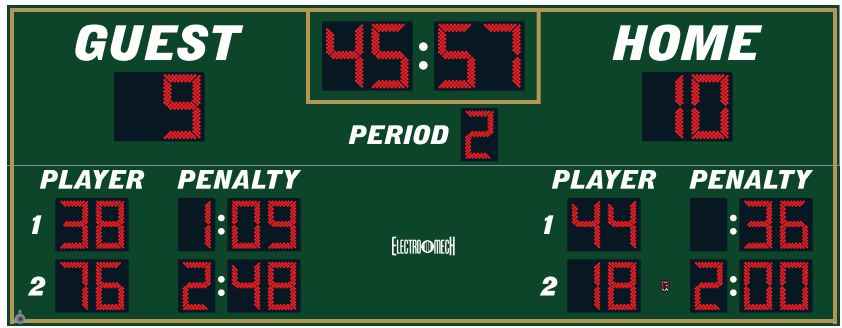 GUEST 45:57 HOME
9 10
PERIOD 2
PLAYER PENALTY PLAYER PENALTY
1 38 1:09 1 44 :36
ELECTRO MECH
2 76 2:48 2 18 2:00